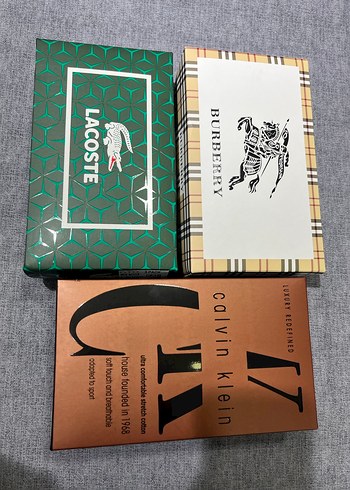 LACOSTE
BURBERRY
LUXURY REDEFINED
CK
calvin klein
ultra comfortable stretch cotton
house founded in 1968
soft touch and breathable
adapted to sport